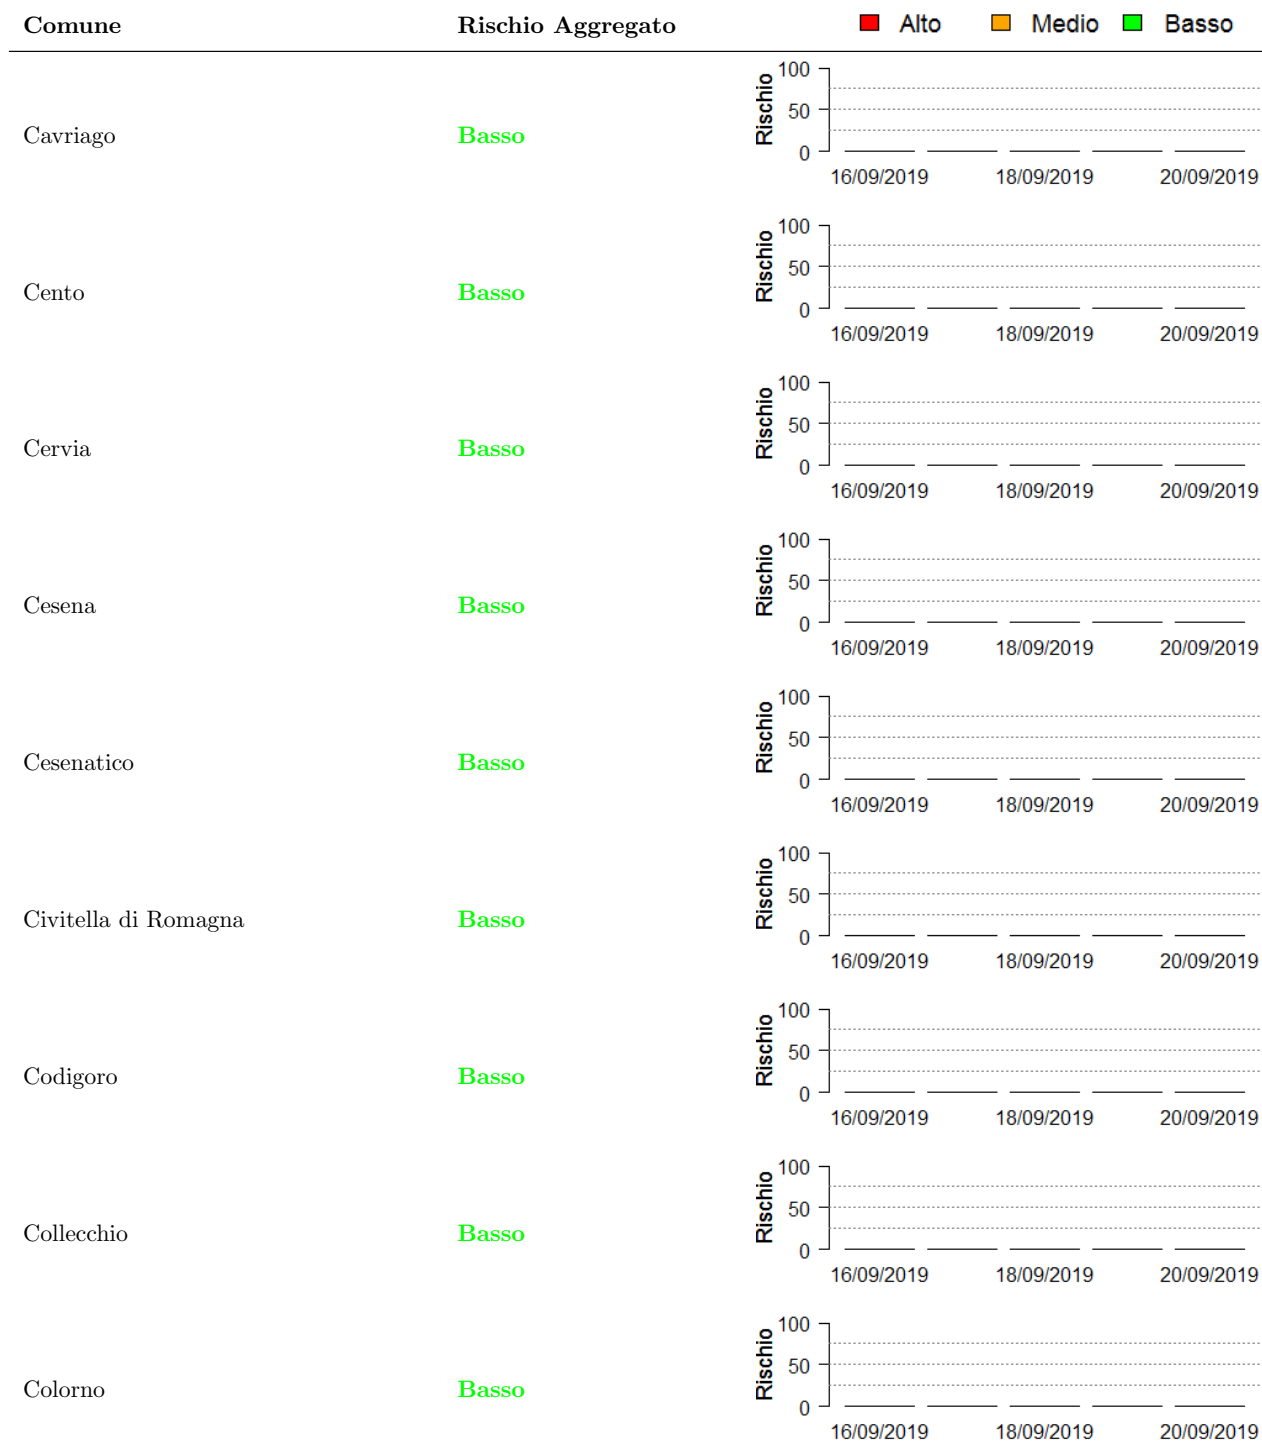 Comune Rischio Aggregato Alto Medio Basso
100
50
0
Rischio
Cavriago Basso
16/09/2019 18/09/2019 20/09/2019
100
50
0
Rischio
Cento Basso
16/09/2019 18/09/2019 20/09/2019
100
50
0
Rischio
Cervia Basso
16/09/2019 18/09/2019 20/09/2019
100
50
0
Rischio
Cesena Basso
16/09/2019 18/09/2019 20/09/2019
100
50
0
Rischio
Cesenatico Basso
16/09/2019 18/09/2019 20/09/2019
100
50
0
Rischio
Civitella di Romagna Basso
16/09/2019 18/09/2019 20/09/2019
100
50
0
Rischio
Codigoro Basso
16/09/2019 18/09/2019 20/09/2019
100
50
0
Rischio
Collecchio Basso
16/09/2019 18/09/2019 20/09/2019
100
50
0
Rischio
Colorno Basso
16/09/2019 18/09/2019 20/09/2019